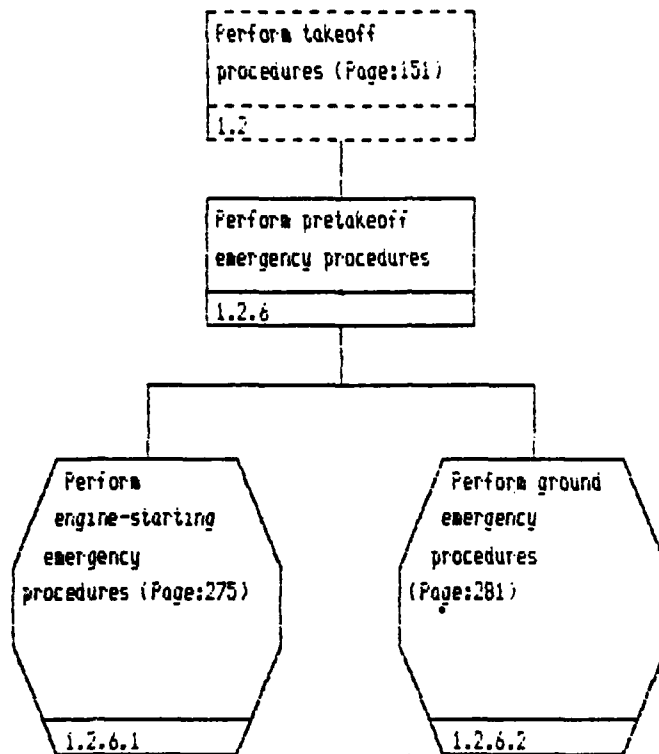 Perform takeoff
procedures (Page:151)
1.2
Perform pretakeoff
emergency procedures
1.2.6
Perform
engine-starting
emergency
procedures (Page:275)
1.2.6.1
Perform ground
emergency
procedures
(Page:281)
1.2.6.2